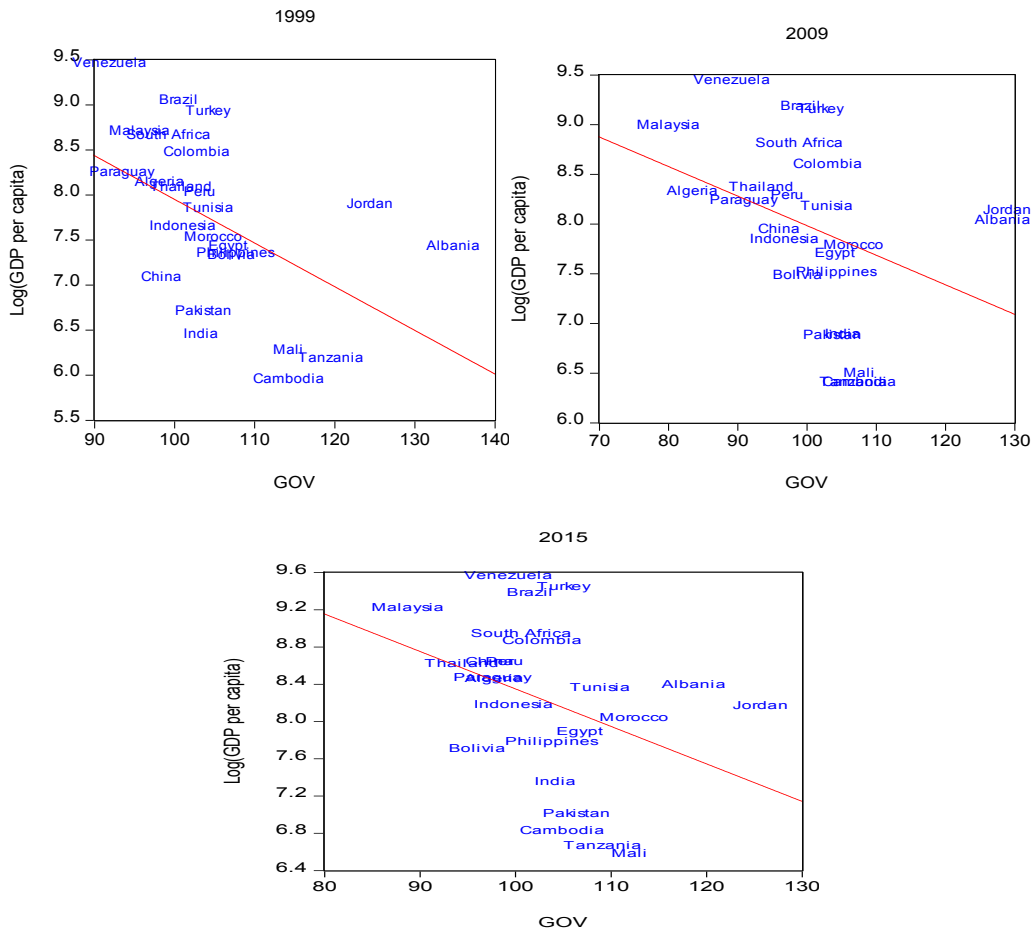 1999
Log(GDP per capita)
9.5
9.0
8.5
8.0
7.5
7.0
6.5
6.0
5.5
Venezuela
Brazil
Turkey
Malaysia
South Africa
Colombia
Paraguay
Algeria
Thailand
Peru
Tunisia
Jordan
Indonesia
Morocco
Egypt
Albania
Philippines
Bolivia
China
Pakistan
India
Mali
Tanzania
Cambodia
90 100 110 120 130 140
GOV
2009
Log(GDP per capita)
9.5
9.0
8.5
8.0
7.5
7.0
6.5
6.0
Venezuela
Brazil
Turkey
Malaysia
South Africa
Colombia
Thailand
Algeria
Peru
Paraguay
Tunisia
Jordan
Albania
China
Indonesia
Morocco
Egypt
Philippines
Bolivia
India
Pakistan
Mali
Tanzania
Cambodia
70 80 90 100 110 120 130
GOV
2015
Log(GDP per capita)
9.6
9.2
8.8
8.4
8.0
7.6
7.2
6.8
6.4
Venezuela
Turkey
Brazil
Malaysia
South Africa
Colombia
Thailand
China
Peru
Paraguay
Algeria
Tunisia
Albania
Indonesia
Jordan
Morocco
Egypt
Philippines
Bolivia
India
Pakistan
Cambodia
Tanzania
Mali
80 90 100 110 120 130
GOV